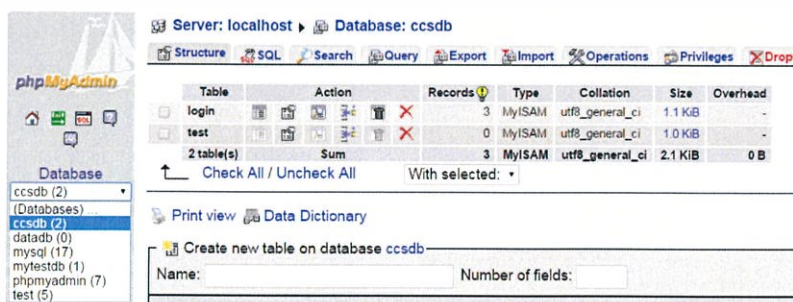 Server: localhost ▸ Database: ccsdb
Structure SQL Search Query Export Import Operations Privileges Drop
phpMyAdmin
SQL
Table Action Records Type Collation Size Overhead
login 3 MyISAM utf8_general_ci 1.1 KiB -
test 0 MyISAM utf8_general_ci 1.0 KiB -
2 table(s) Sum 3 MyISAM utf8_general_ci 2.1 KiB 0 B
Check All / Uncheck All With selected:
Database
ccsdb (2)
(Databases) ...
ccsdb (2)
datadb (0)
mysql (17)
mytestdb (1)
phpmyadmin (7)
test (5)
Print view Data Dictionary
Create new table on database ccsdb
Name: Number of fields: